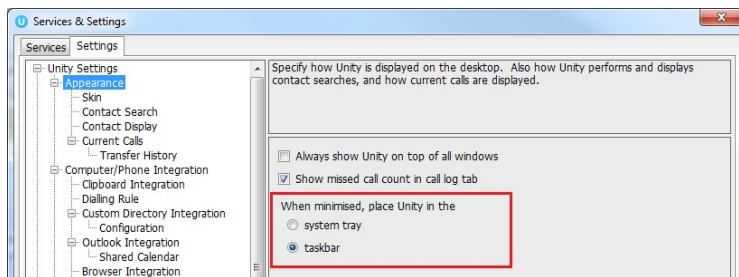 Services & Settings
Services Settings
Unity Settings
Appearance
Skin
Contact Search
Contact Display
Current Calls
Transfer History
Computer/Phone Integration
Clipboard Integration
Dialling Rule
Custom Directory Integration
Configuration
Outlook Integration
Shared Calendar
Browser Integration
Specify how Unity is displayed on the desktop. Also how Unity performs and displays
contact searches, and how current calls are displayed.
Always show Unity on top of all windows
Show missed call count in call log tab
When minimised, place Unity in the
system tray
taskbar